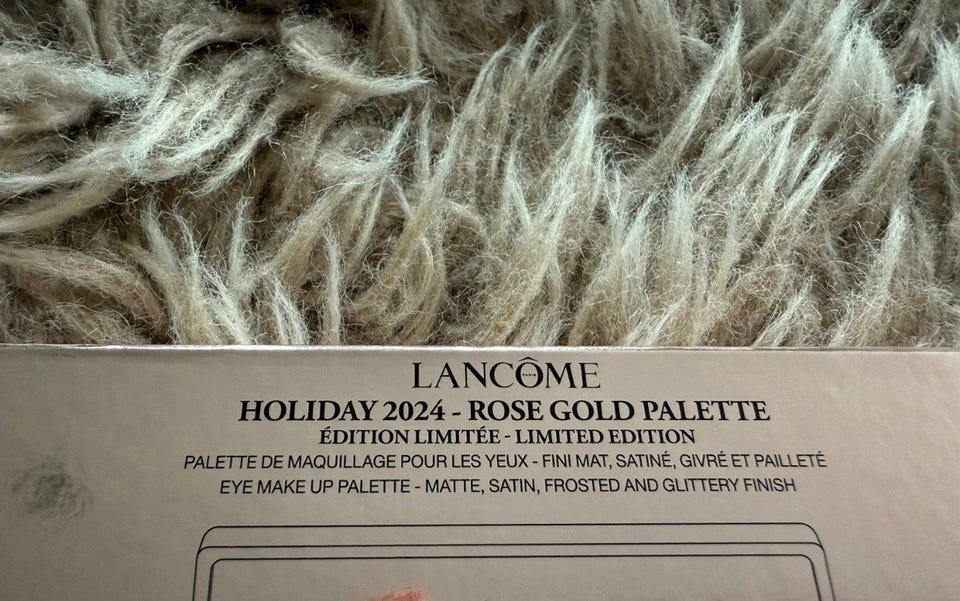 LANCÔME
PARIS
HOLIDAY 2024 - ROSE GOLD PALETTE
ÉDITION LIMITÉE - LIMITED EDITION
PALETTE DE MAQUILLAGE POUR LES YEUX - FINI MAT, SATINÉ, GIVRÉ ET PAILLETÉ
EYE MAKE UP PALETTE - MATTE, SATIN, FROSTED AND GLITTERY FINISH